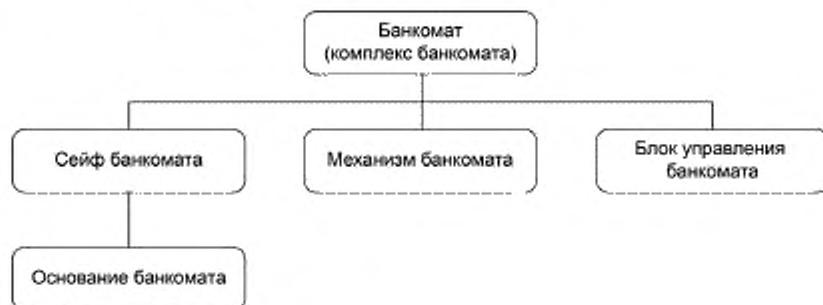 Банкомат
(комплекс банкомата)
Сейф банкомата
Механизм банкомата
Блок управления
банкомата
Основание банкомата